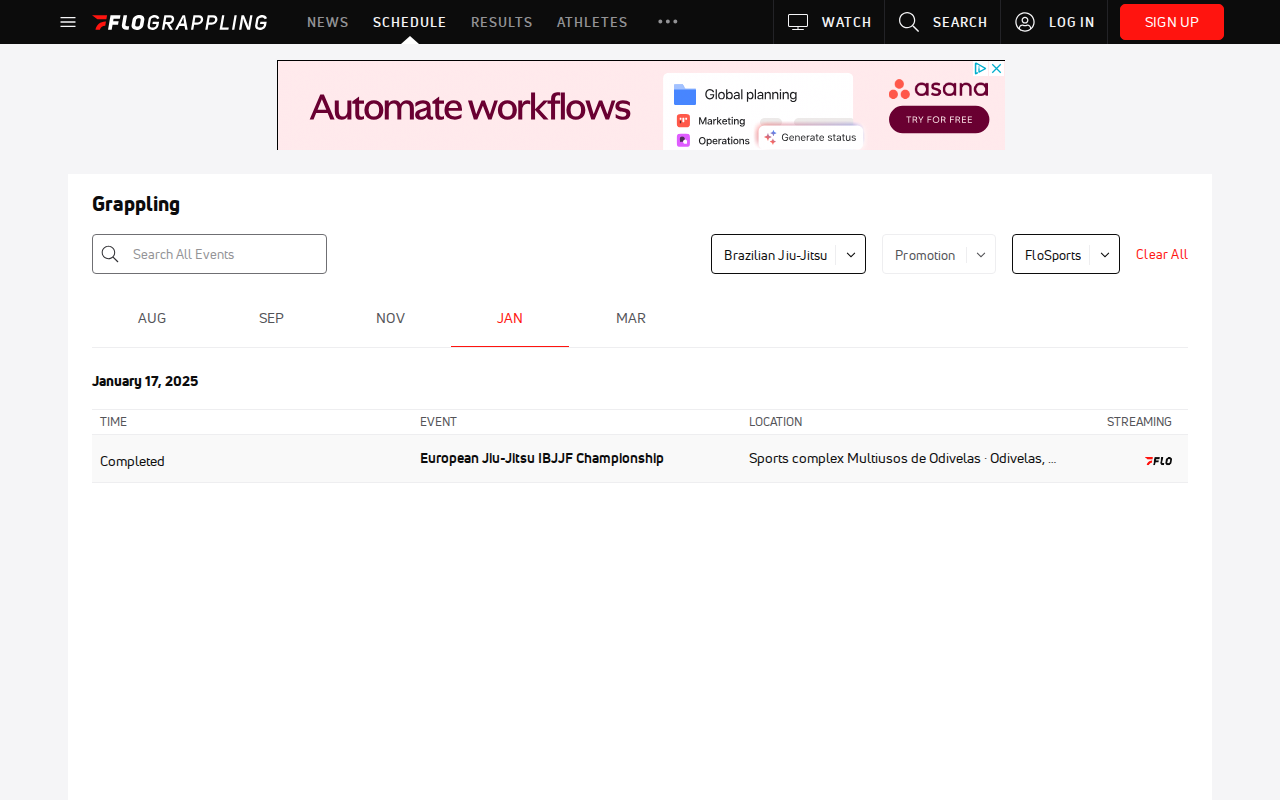 FLOGRAPPLING NEWS SCHEDULE RESULTS ATHLETES ••• WATCH SEARCH LOG IN SIGN UP
Automate workflows
Global planning
Marketing
Operations
Generate status
asana
TRY FOR FREE
Grappling
Search All Events Brazilian Jiu-Jitsu Promotion FloSports Clear All
AUG SEP NOV JAN MAR
January 17, 2025
TIME EVENT LOCATION STREAMING
Completed European Jiu-Jitsu IBJJF Championship Sports complex Multiusos de Odivelas · Odivelas, ... FLO